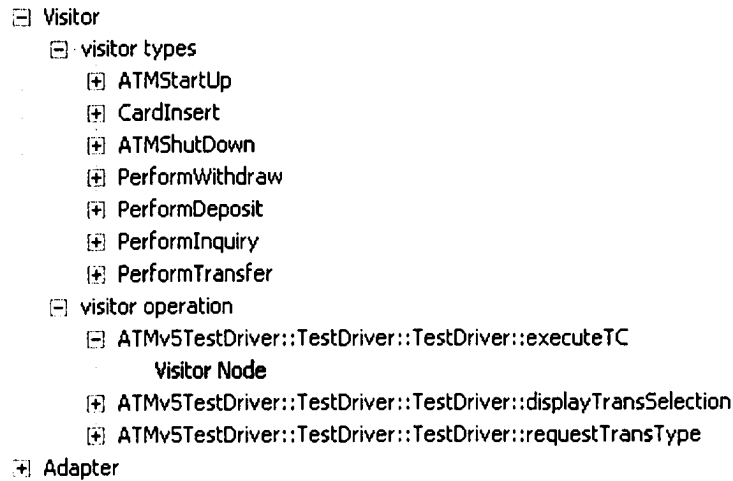 Visitor
visitor types
ATMStartUp
CardInsert
ATMShutDown
PerformWithdraw
PerformDeposit
PerformInquiry
PerformTransfer
visitor operation
ATMv5TestDriver::TestDriver::TestDriver::executeTC
Visitor Node
ATMv5TestDriver::TestDriver::TestDriver::displayTransSelection
ATMv5TestDriver::TestDriver::TestDriver::requestTransType
Adapter